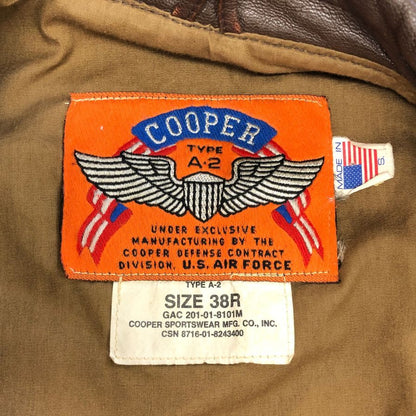 COOPER
TYPE
A-2
UNDER EXCLUSIVE
MANUFACTURING BY THE
COOPER DEFENSE CONTRACT
DIVISION, U.S. AIR FORCE
MADE IN
U.S.
TYPE A-2
SIZE 38R
GAC 201-01-8101M
COOPER SPORTSWEAR MFG. CO., INC.
CSN 8716-01-8243400